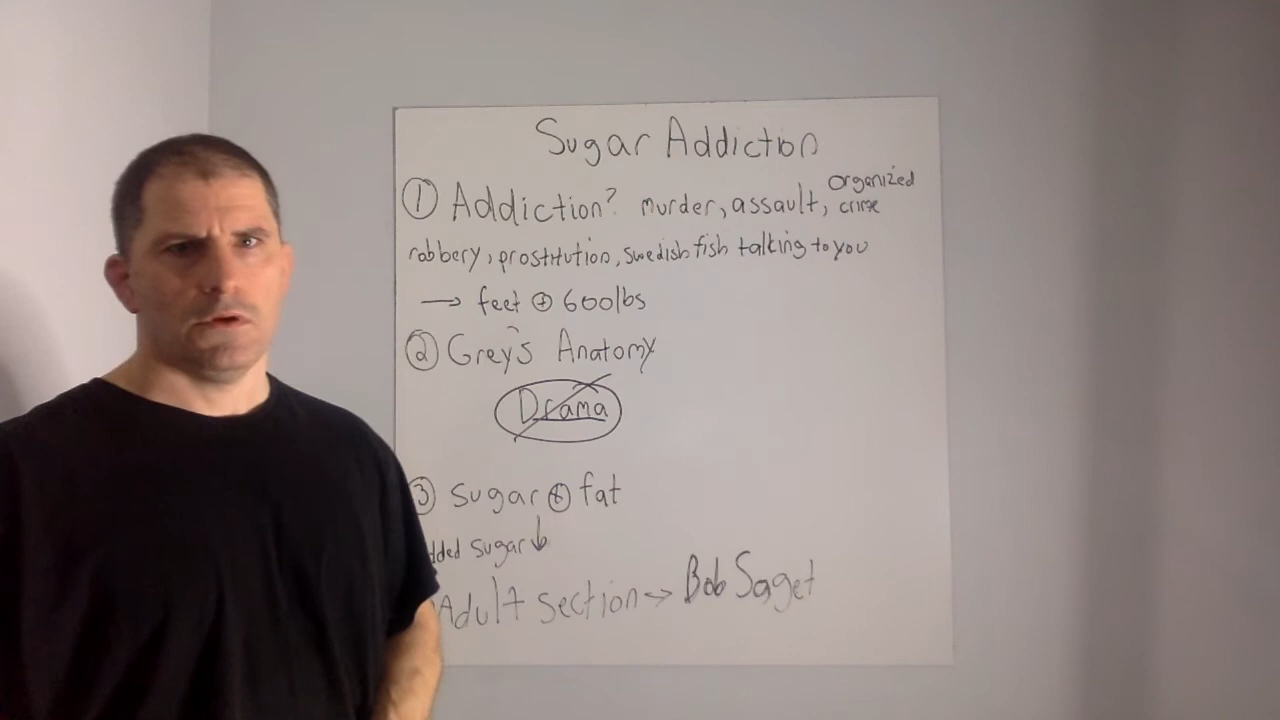 Sugar Addiction
① Addiction? murder, assault, organized crime
robbery, prostitution, swedish fish talking to you
→ feet + 600lbs
② Grey's Anatomy
Drama
③ Sugar + fat
dded sugar ↓
Adult section → Bob Saget